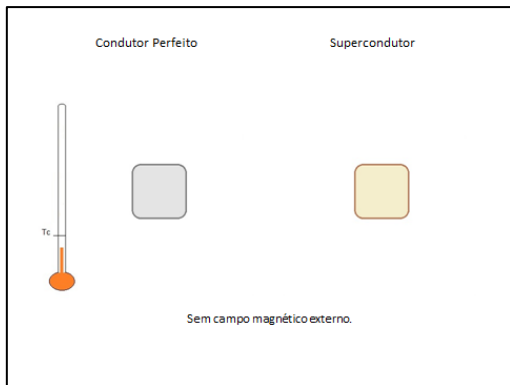 Condutor Perfeito
Supercondutor
Tc
Sem campo magnético externo.